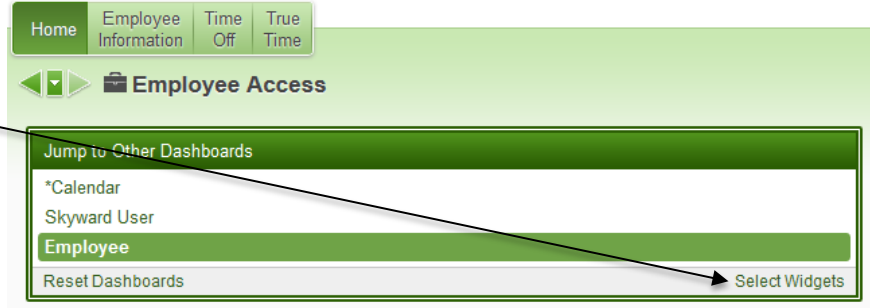 Home
Employee Information
Time Off
True Time
Employee Access
Jump to Other Dashboards
*Calendar
Skyward User
Employee
Reset Dashboards
Select Widgets